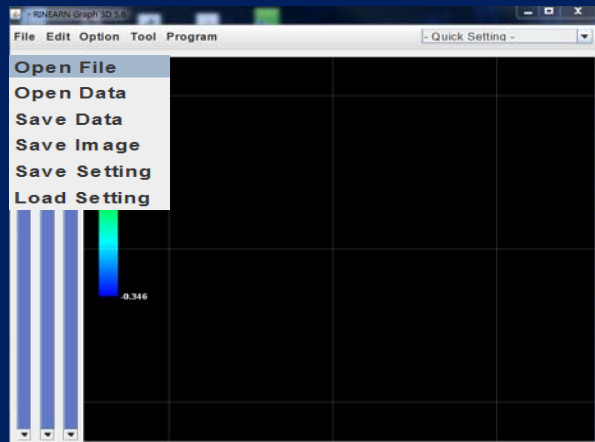 - RINEARN Graph 3D 5.6
File Edit Option Tool Program
- Quick Setting -
Open File
Open Data
Save Data
Save Image
Save Setting
Load Setting
-0.346